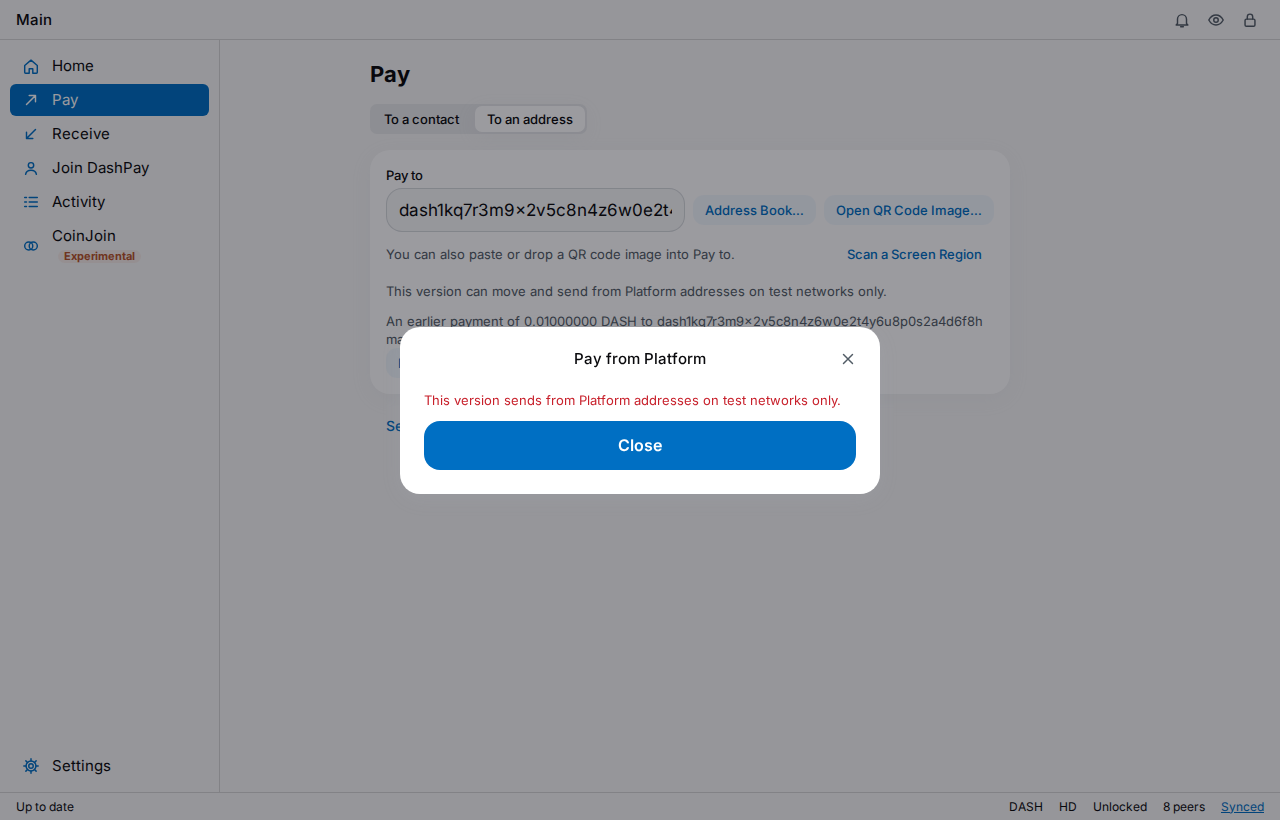 Main
Home
Pay
Receive
Join DashPay
Activity
CoinJoin
Experimental
Settings
Pay
To a contact
To an address
Pay to
dash1kq7r3m9x2v5c8n4z6w0e2t
Address Book...
Open QR Code Image...
You can also paste or drop a QR code image into Pay to.
Scan a Screen Region
This version can move and send from Platform addresses on test networks only.
An earlier payment of 0.01000000 DASH to dash1kq7r3m9x2v5c8n4z6w0e2t4y6u8p0s2a4d6f8h
Pay from Platform
This version sends from Platform addresses on test networks only.
Close
Up to date
DASH
HD
Unlocked
8 peers
Synced